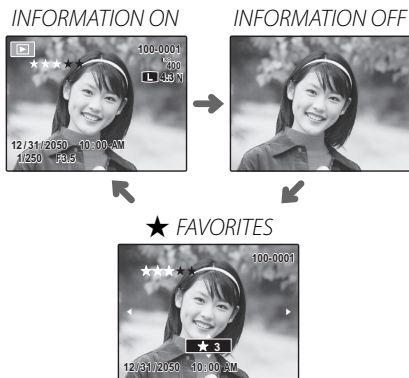 INFORMATION ON
INFORMATION OFF
100-0001
ISO 400
L 4:3 N
12/31/2050 10:00 AM
1/250 F3.5
★ FAVORITES
100-0001
★ 3
12/31/2050 10:00 AM